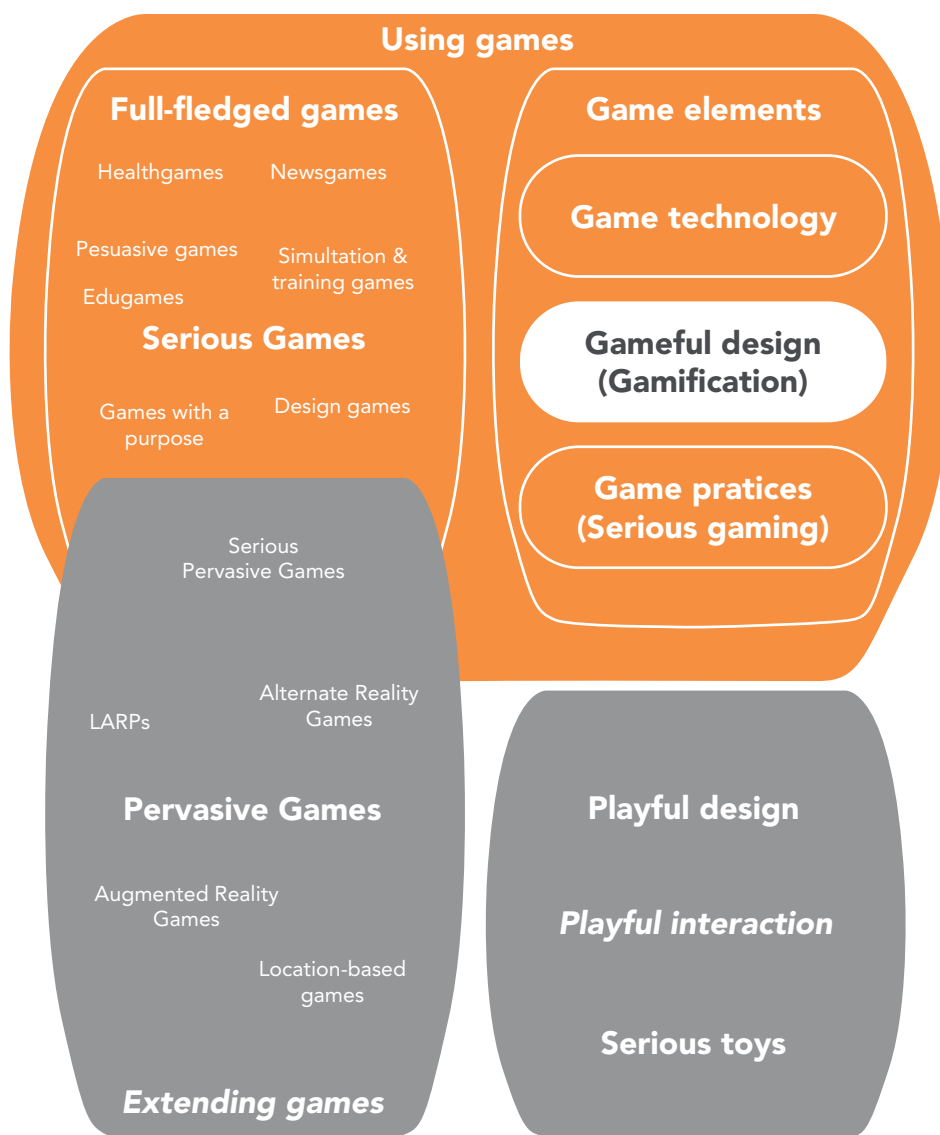 Using games
Full-fledged games
Healthgames
Newsgames
Pesuasive games
Simultation &
training games
Edugames
Serious Games
Games with a
purpose
Design games
Game elements
Game technology
Gameful design
(Gamification)
Game pratices
(Serious gaming)
Serious
Pervasive Games
LARPs
Alternate Reality
Games
Pervasive Games
Augmented Reality
Games
Location-based
games
Extending games
Playful design
Playful interaction
Serious toys